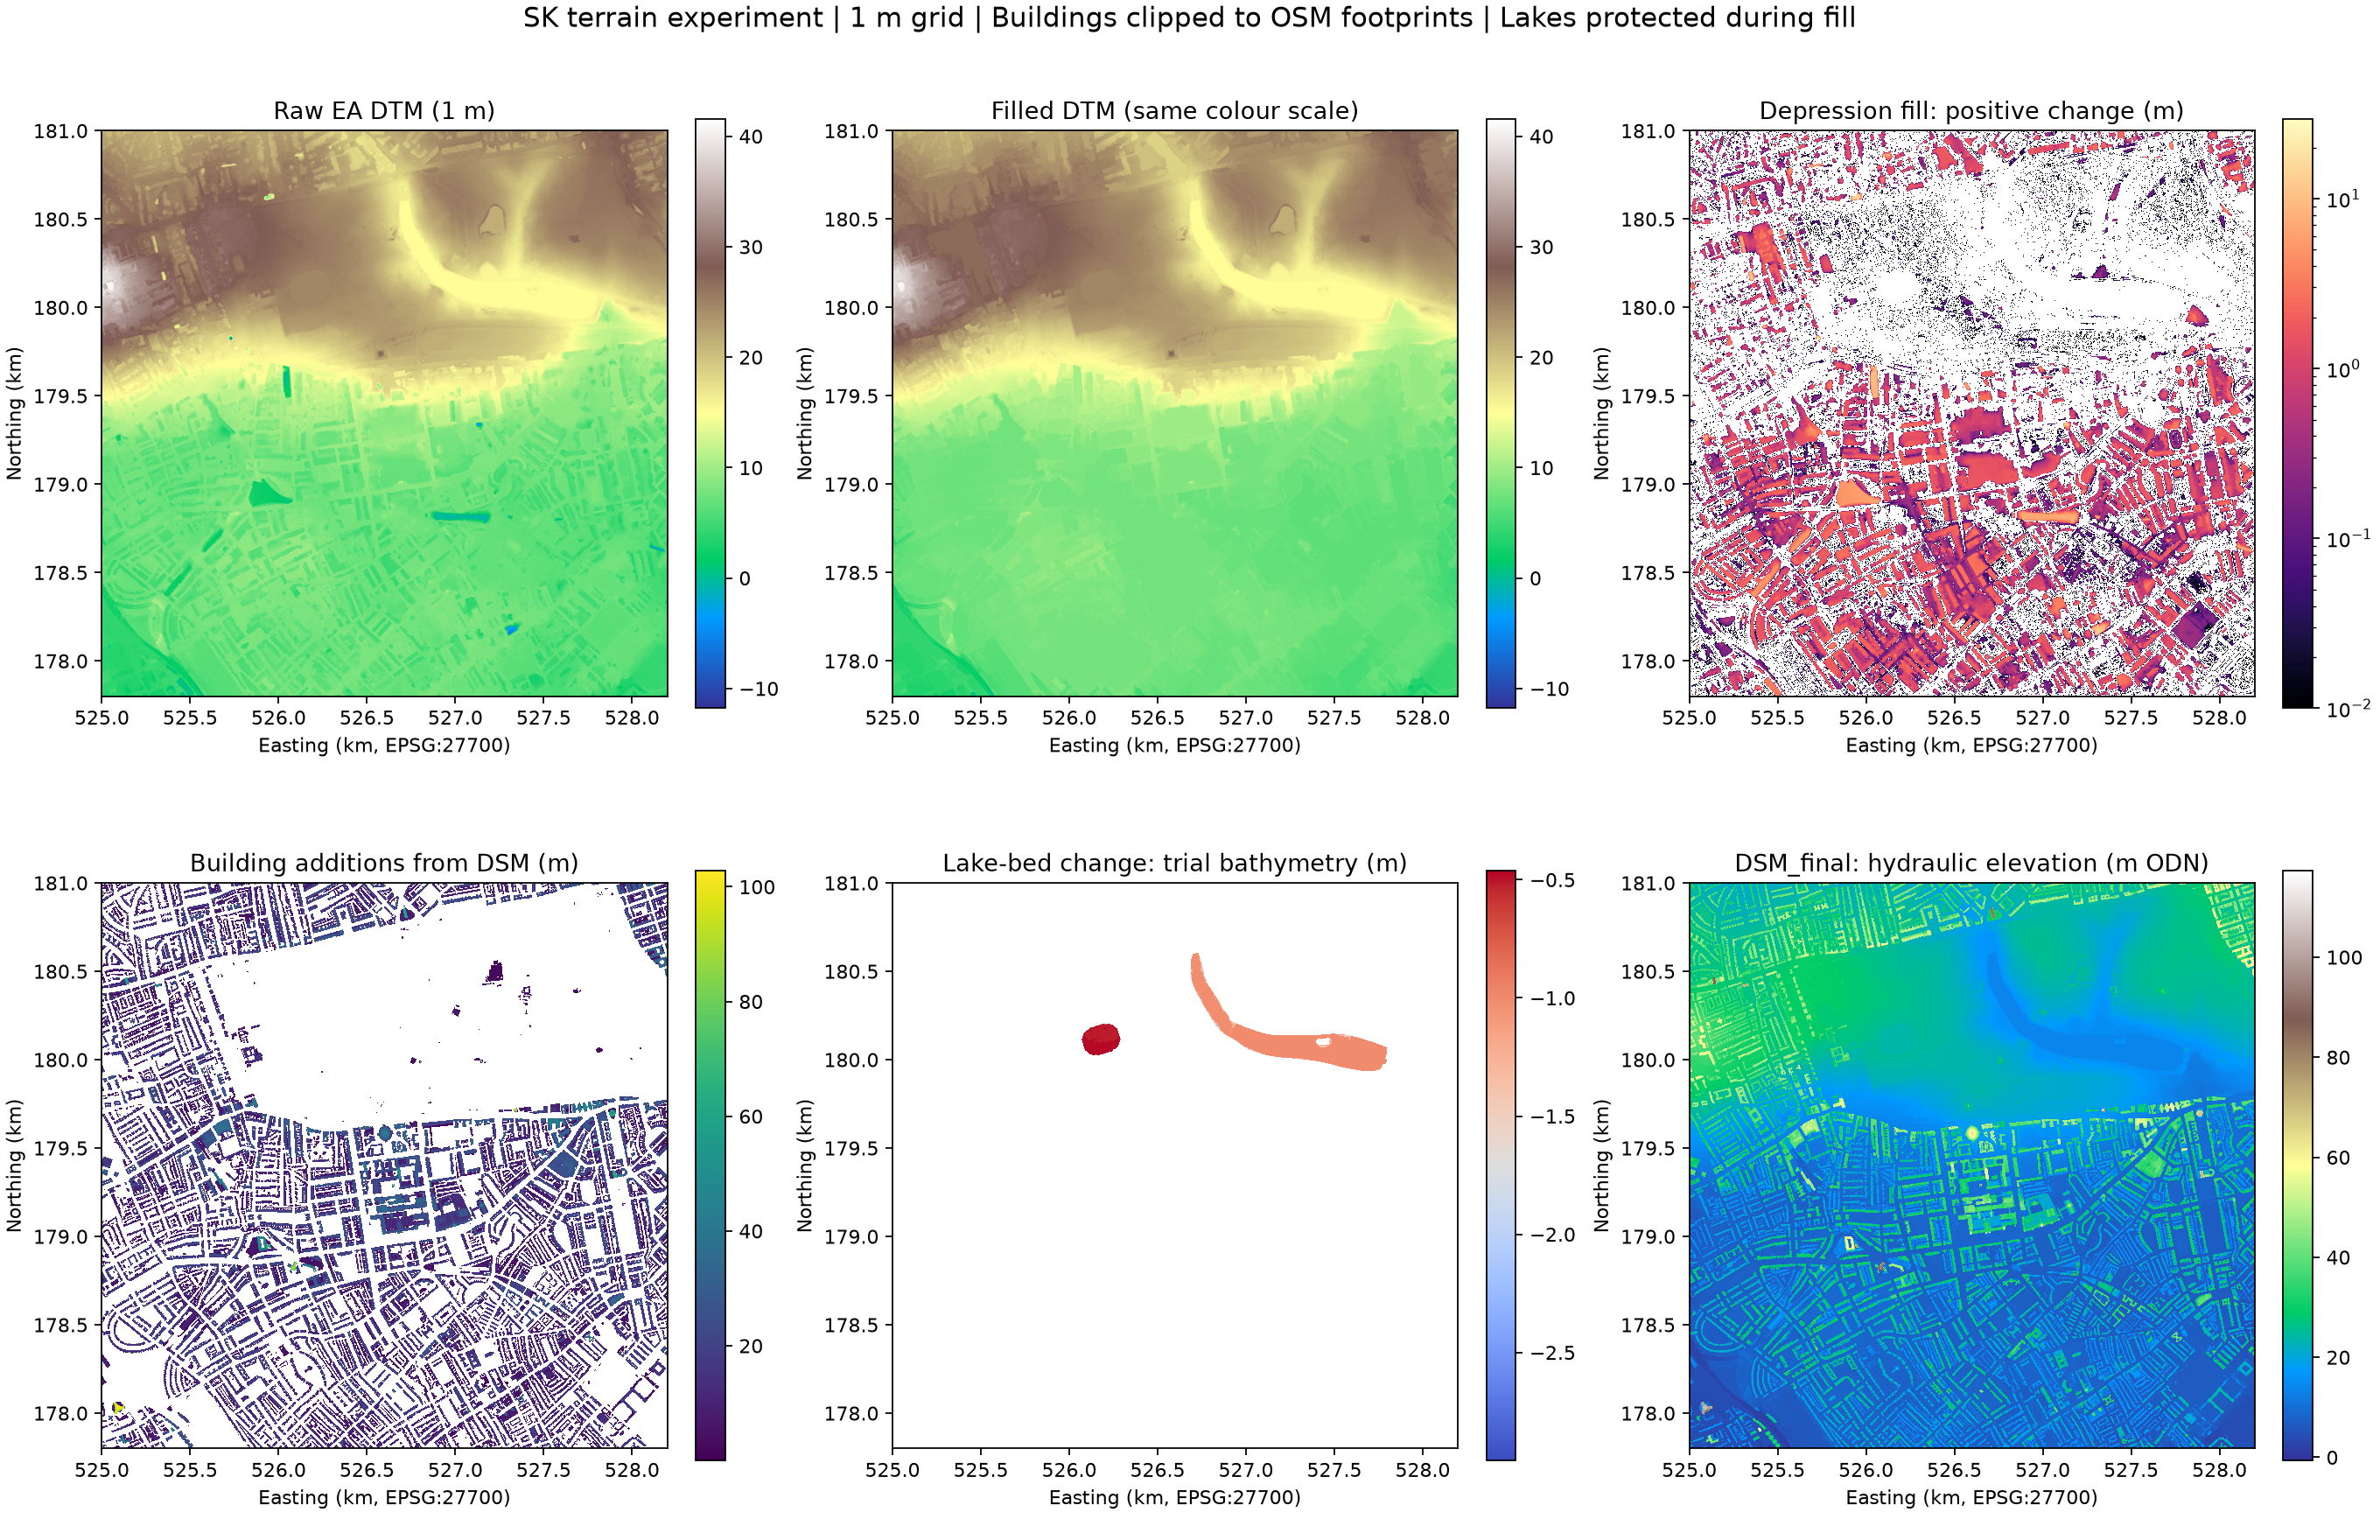 SK terrain experiment | 1 m grid | Buildings clipped to OSM footprints | Lakes protected during fill
Raw EA DTM (1 m)
181.0
180.5
180.0
179.5
179.0
178.5
178.0
Northing (km)
525.0 525.5 526.0 526.5 527.0 527.5 528.0
Easting (km, EPSG:27700)
40
30
20
10
0
−10
Filled DTM (same colour scale)
181.0
180.5
180.0
179.5
179.0
178.5
178.0
Northing (km)
525.0 525.5 526.0 526.5 527.0 527.5 528.0
Easting (km, EPSG:27700)
40
30
20
10
0
−10
Depression fill: positive change (m)
181.0
180.5
180.0
179.5
179.0
178.5
178.0
Northing (km)
525.0 525.5 526.0 526.5 527.0 527.5 528.0
Easting (km, EPSG:27700)
10¹
10⁰
10⁻¹
10⁻²
Building additions from DSM (m)
181.0
180.5
180.0
179.5
179.0
178.5
178.0
Northing (km)
525.0 525.5 526.0 526.5 527.0 527.5 528.0
Easting (km, EPSG:27700)
100
80
60
40
20
Lake-bed change: trial bathymetry (m)
181.0
180.5
180.0
179.5
179.0
178.5
178.0
Northing (km)
525.0 525.5 526.0 526.5 527.0 527.5 528.0
Easting (km, EPSG:27700)
−0.5
−1.0
−1.5
−2.0
−2.5
DSM_final: hydraulic elevation (m ODN)
181.0
180.5
180.0
179.5
179.0
178.5
178.0
Northing (km)
525.0 525.5 526.0 526.5 527.0 527.5 528.0
Easting (km, EPSG:27700)
100
80
60
40
20
0